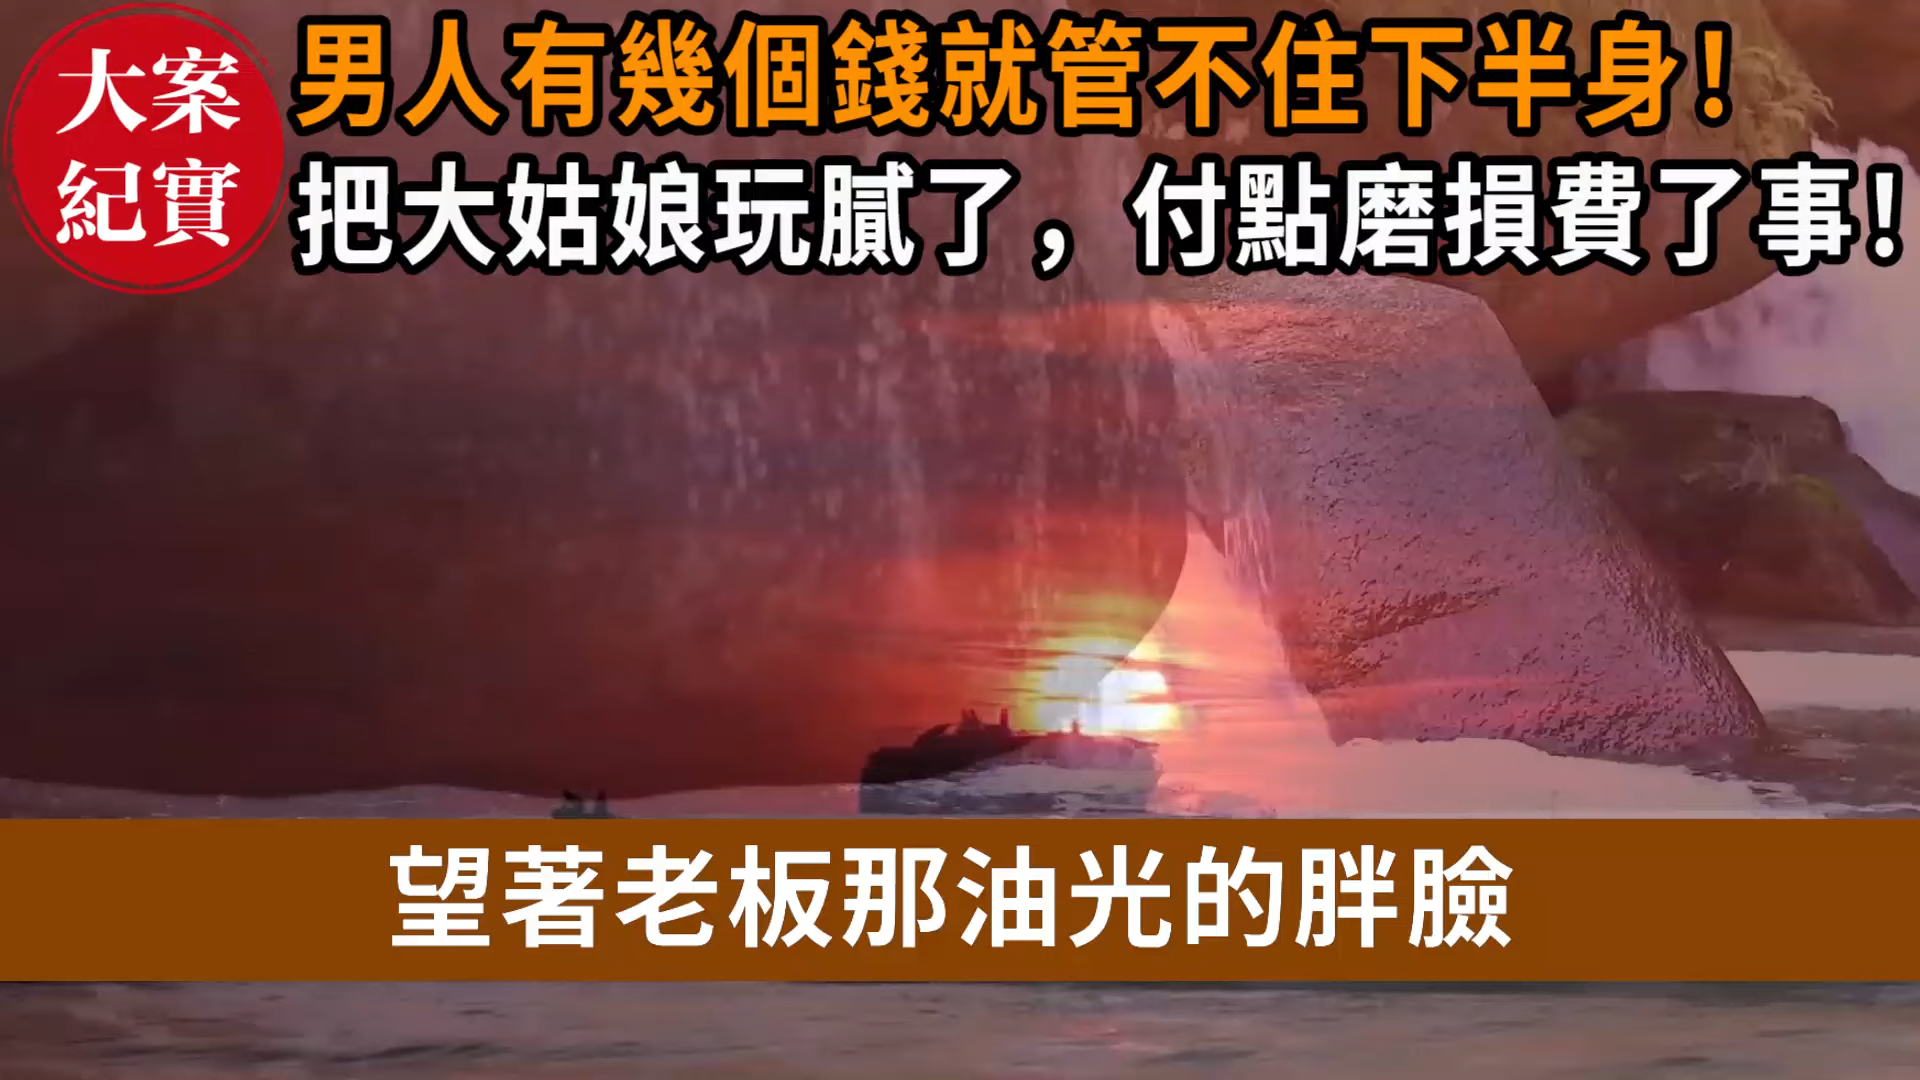 大案
紀實
男人有幾個錢就管不住下半身！
把大姑娘玩膩了，付點磨損費了事！
望著老板那油光的胖臉